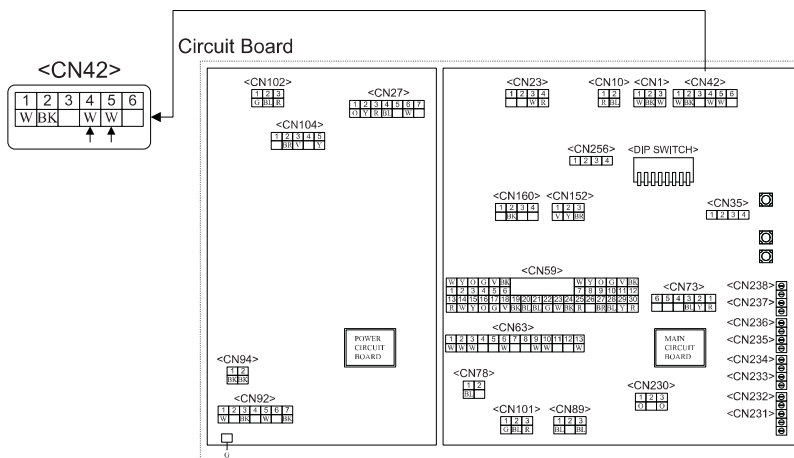 Circuit Board
<CN42>
1 2 3 4 5 6
W BK W W
<CN102>
1 2 3
G BL R
<CN27>
1 2 3 4 5 6 7
O Y R BL W
<CN104>
1 2 3 4 5
BR V Y
POWER
CIRCUIT
BOARD
<CN94>
1 2
BK BK
<CN92>
1 2 3 4 5 6 7
W BK W BK
G
<CN23>
1 2 3 4
W R
<CN10>
1 2
R BL
<CN1>
1 2 3
W BK W
<CN42>
1 2 3 4 5 6
W BK W W
<CN256>
1 2 3 4
<DIP SWITCH>
<CN160>
1 2 3 4
BK
<CN152>
1 2 3
V Y BR
<CN35>
1 2 3 4
<CN59>
W Y O G V BK W Y O G V BK
1 2 3 4 5 6 7 8 9 10 11 12
13 14 15 16 17 18 19 20 21 22 23 24 25 26 27 28 29 30
R W Y O G V BK BL BL G W BK R BR BL Y R
<CN73>
6 5 4 3 2 1
BL Y R
<CN63>
1 2 3 4 5 6 7 8 9 10 11 12 13
W W W W W W W
MAIN
CIRCUIT
BOARD
<CN78>
1 2
BL
<CN230>
1 2 3
O O
<CN101>
1 2 3
G BL R
<CN89>
1 2 3
BL BL
<CN238>
<CN237>
<CN236>
<CN235>
<CN234>
<CN233>
<CN232>
<CN231>